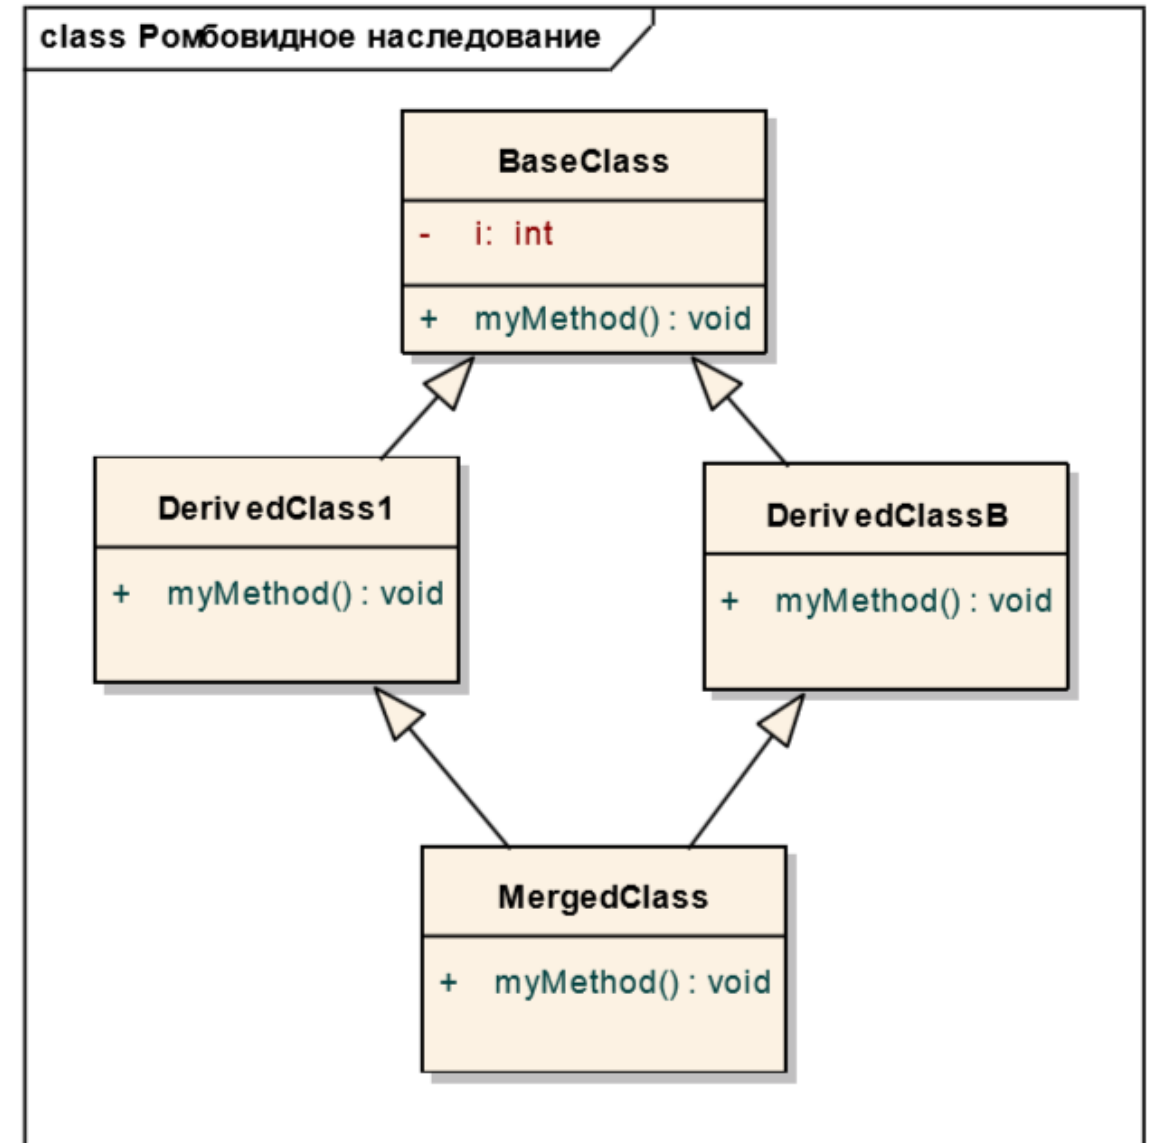 class Ромбовидное наследование
BaseClass
- i: int
+ myMethod() : void
DerivedClass1
+ myMethod() : void
DerivedClassB
+ myMethod() : void
MergedClass
+ myMethod() : void